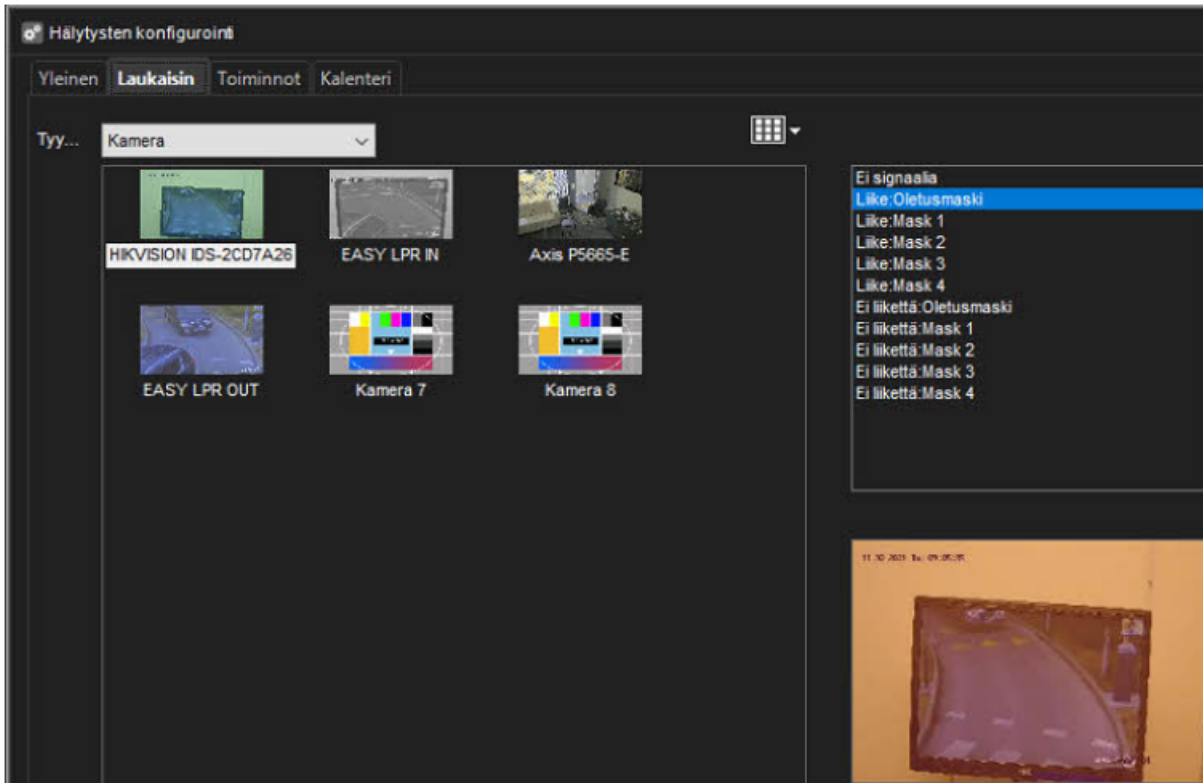 Hälytysten konfigurointi
Yleinen Laukaisin Toiminnot Kalenteri
Tyy... Kamera
HIKVISION IDS-2CD7A26 EASY LPR IN Axis P5665-E
EASY LPR OUT Kamera 7 Kamera 8
Ei signaalia
Liike:Oletusmaski
Liike:Mask 1
Liike:Mask 2
Liike:Mask 3
Liike:Mask 4
Ei liikettä:Oletusmaski
Ei liikettä:Mask 1
Ei liikettä:Mask 2
Ei liikettä:Mask 3
Ei liikettä:Mask 4